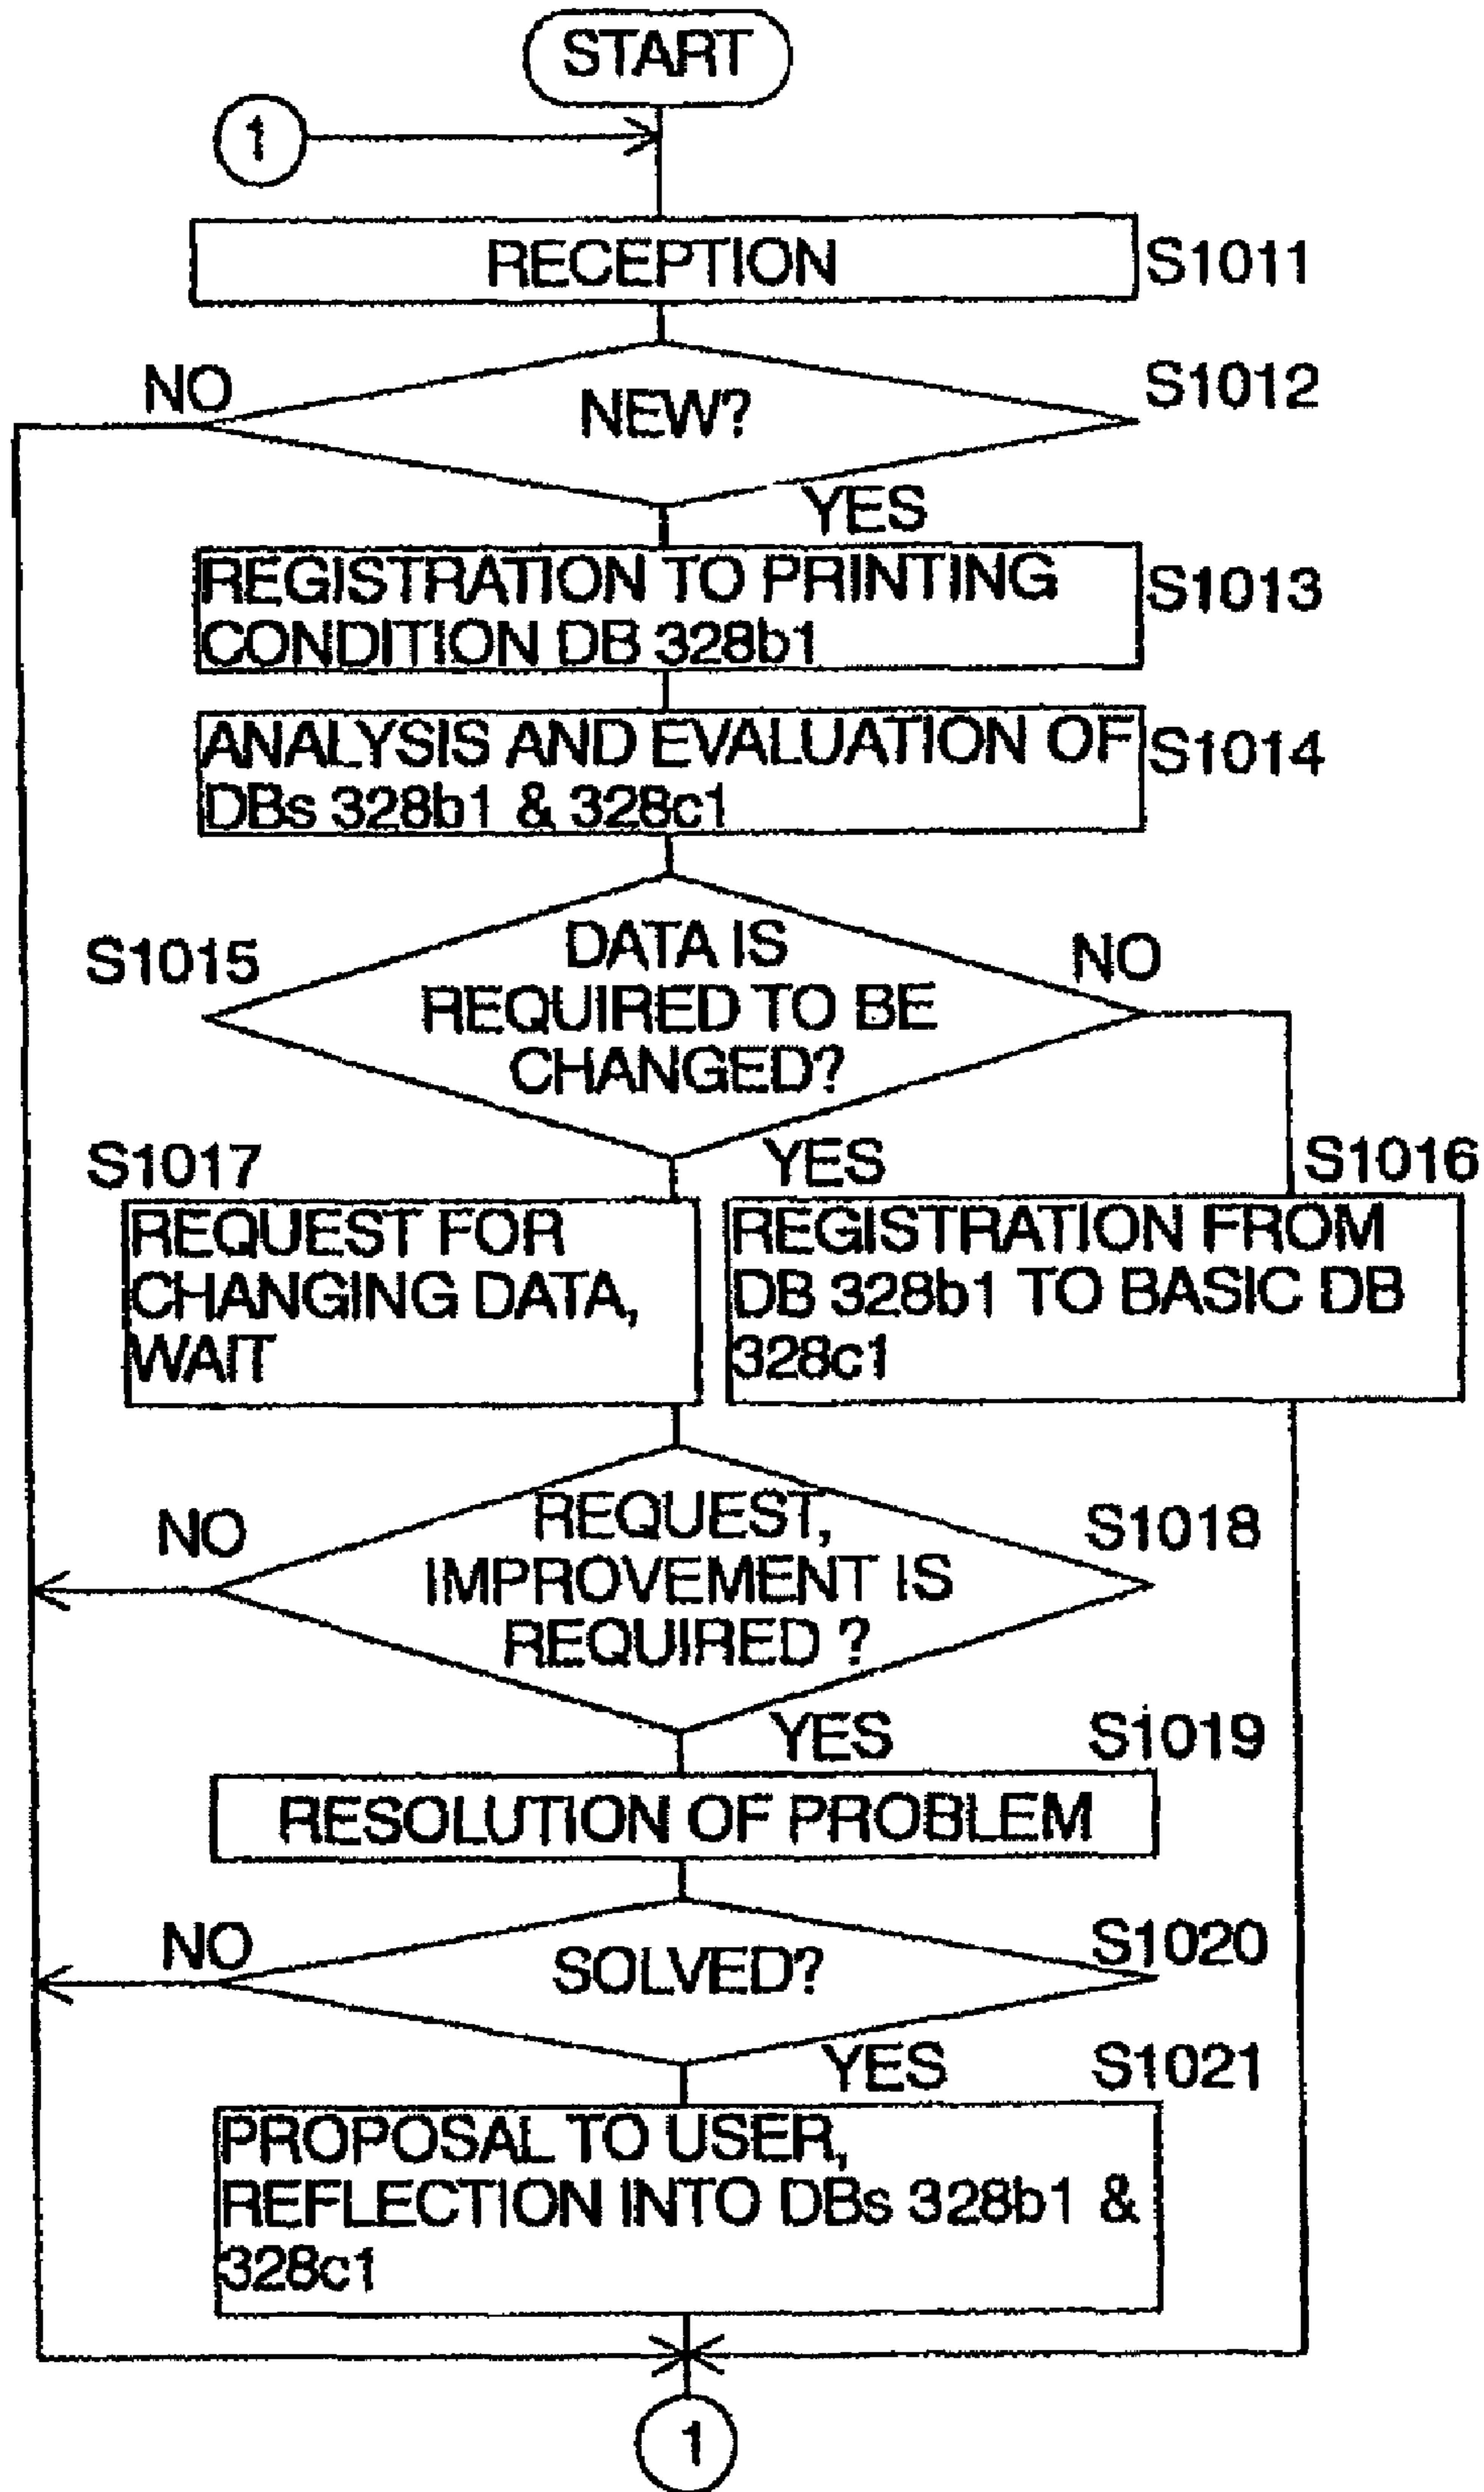 START
1
RECEPTION
S1011
NO
NEW?
S1012
YES
REGISTRATION TO PRINTING
CONDITION DB 328b1
S1013
ANALYSIS AND EVALUATION OF
DBs 328b1 & 328c1
S1014
S1015
DATA IS
REQUIRED TO BE
CHANGED?
NO
S1017
YES
S1016
REQUEST FOR
CHANGING DATA,
WAIT
REGISTRATION FROM
DB 328b1 TO BASIC DB
328c1
NO
REQUEST,
IMPROVEMENT IS
REQUIRED ?
S1018
YES
S1019
RESOLUTION OF PROBLEM
NO
SOLVED?
S1020
YES
S1021
PROPOSAL TO USER,
REFLECTION INTO DBs 328b1 &
328c1
1